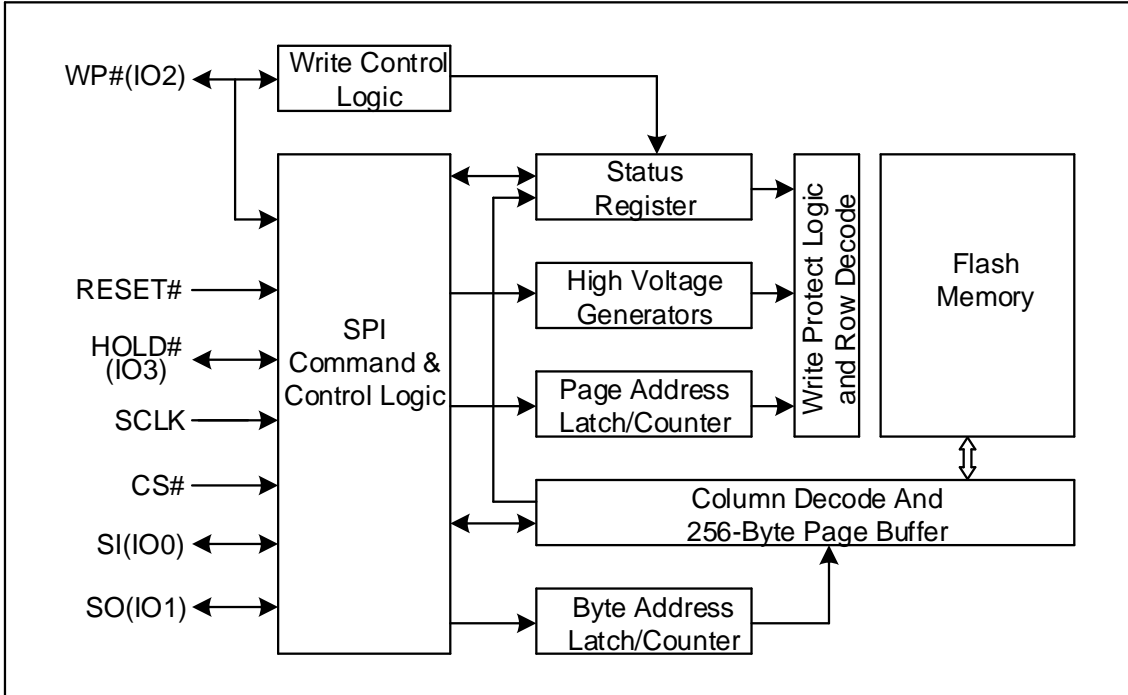 WP#(IO2)
Write Control
Logic
Status
Register
Write Protect Logic
and Row Decode
Flash
Memory
RESET#
High Voltage
Generators
HOLD#
(IO3)
SPI
Command &
Control Logic
SCLK
Page Address
Latch/Counter
CS#
Column Decode And
256-Byte Page Buffer
SI(IO0)
SO(IO1)
Byte Address
Latch/Counter